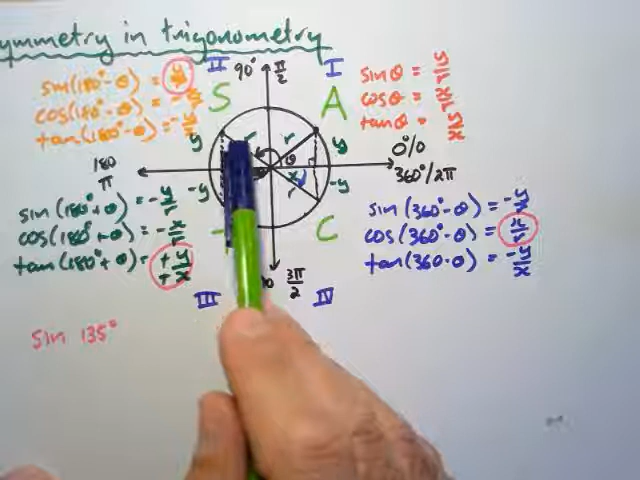 ymmetry in trigonometry
II
90° π/2
I
sin(180°-θ) = y/r
cos(180°-θ) = -x/r
tan(180°-θ) = -y/x
S
A
sinθ = y/r
cosθ = x/r
tanθ = y/x
y r r y
θ
0°/0
180
π
360°/2π
-y x -y
r
sin(180°+θ) = -y/r
cos(180°+θ) = -x/r
tan(180°+θ) = +y/+x
C
sin(360°-θ) = -y/r
cos(360°-θ) = x/r
tan(360-θ) = -y/x
3π/2
III
IV
sin 135°